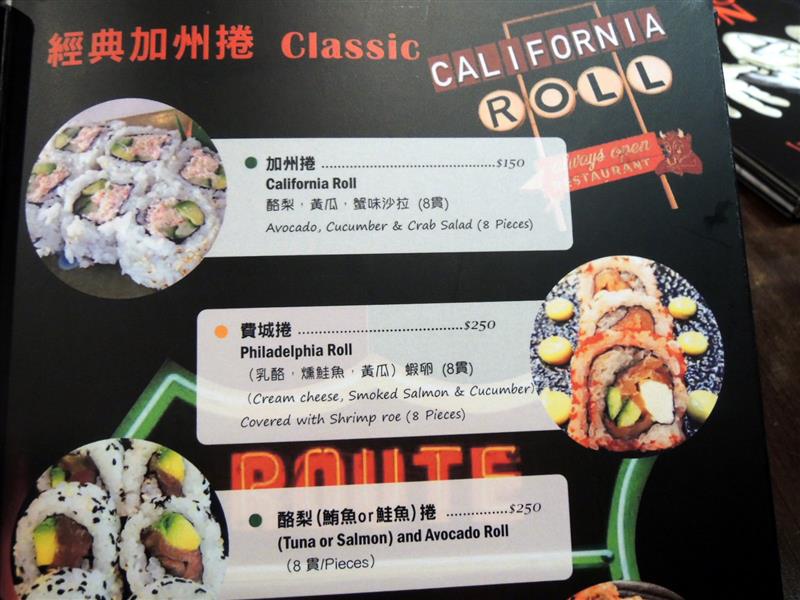 經典加州捲 Classic
CALIFORNIA
ROLL
always open
RESTAURANT
加州捲 ............................................$150
California Roll
酪梨,黃瓜,蟹味沙拉 (8貫)
Avocado, Cucumber & Crab Salad (8 Pieces)
費城捲 ..........................................$250
Philadelphia Roll
(乳酪,燻鮭魚,黃瓜) 蝦卵 (8貫)
(Cream cheese, Smoked Salmon & Cucumber)
Covered with Shrimp roe (8 Pieces)
ROUTE
酪梨(鮪魚or鮭魚)捲 ................$250
(Tuna or Salmon) and Avocado Roll
(8 貫/Pieces)